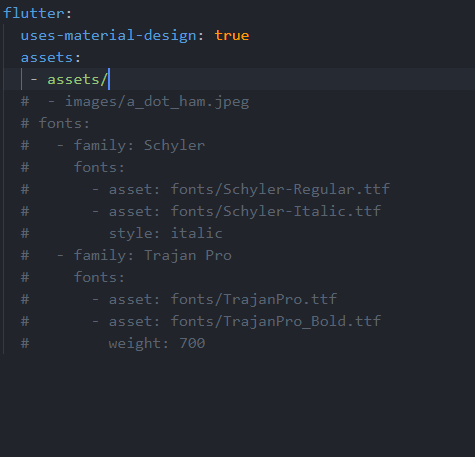 flutter:
  uses-material-design: true
  assets:
   - assets/
  #  - images/a_dot_ham.jpeg
  # fonts:
  #   - family: Schyler
  #     fonts:
  #       - asset: fonts/Schyler-Regular.ttf
  #       - asset: fonts/Schyler-Italic.ttf
  #         style: italic
  #   - family: Trajan Pro
  #     fonts:
  #       - asset: fonts/TrajanPro.ttf
  #       - asset: fonts/TrajanPro_Bold.ttf
  #         weight: 700